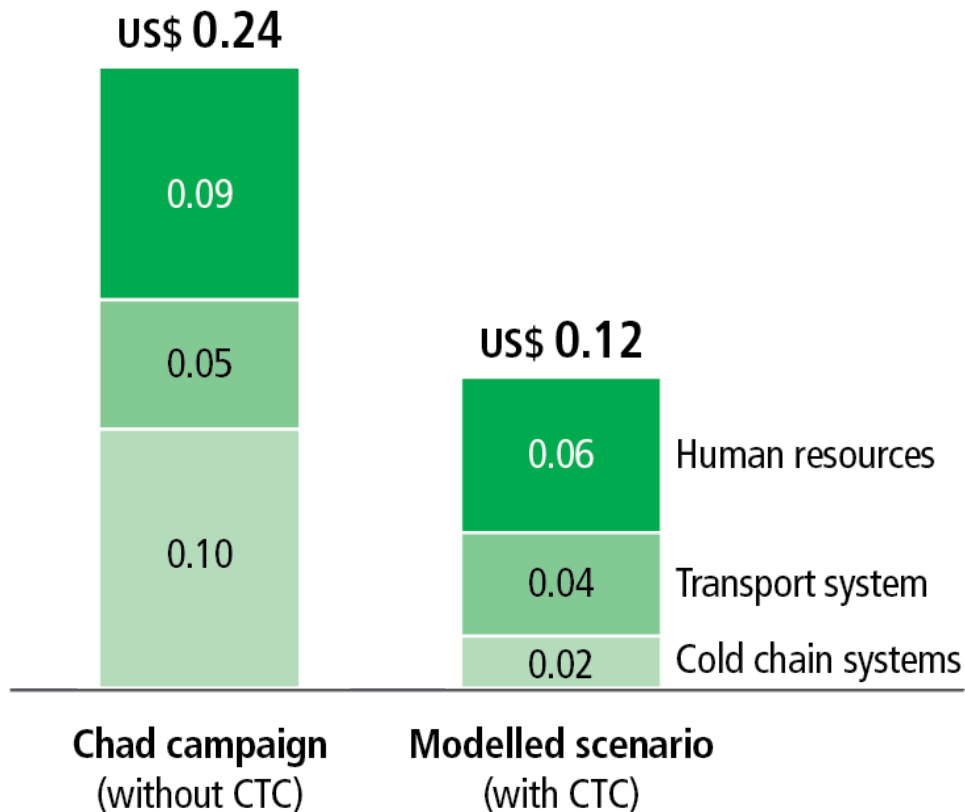 US$ 0.24
0.09
0.05
0.10
US$ 0.12
0.06 Human resources
0.04 Transport system
0.02 Cold chain systems
Chad campaign
(without CTC)
Modelled scenario
(with CTC)